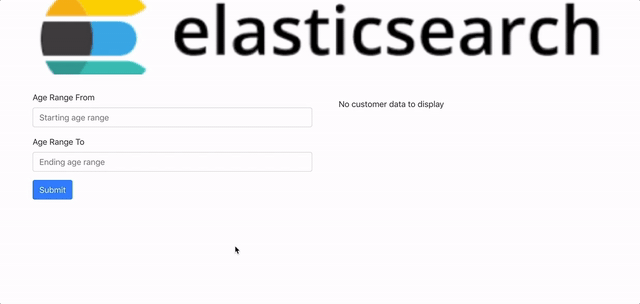 elasticsearch
Age Range From
Starting age range
Age Range To
Ending age range
Submit
No customer data to display